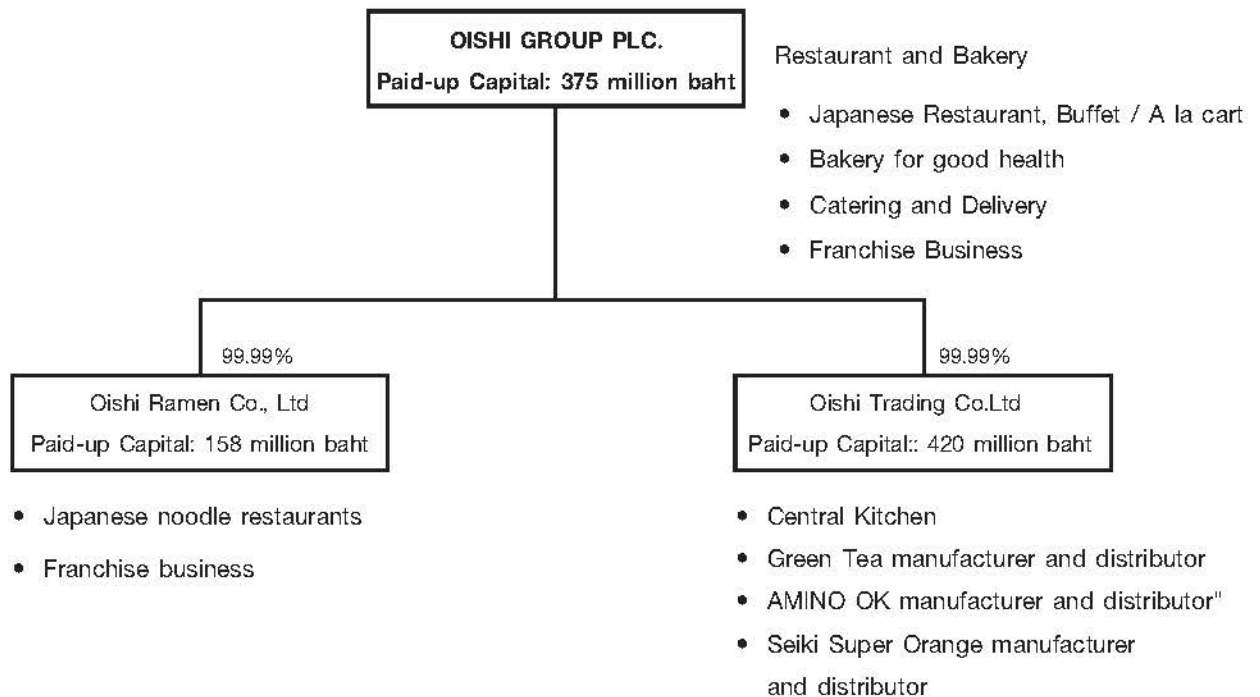 OISHI GROUP PLC.
Paid-up Capital: 375 million baht
Restaurant and Bakery
• Japanese Restaurant, Buffet / A la cart
• Bakery for good health
• Catering and Delivery
• Franchise Business
99.99%
Oishi Ramen Co., Ltd
Paid-up Capital: 158 million baht
• Japanese noodle restaurants
• Franchise business
99.99%
Oishi Trading Co.Ltd
Paid-up Capital:: 420 million baht
• Central Kitchen
• Green Tea manufacturer and distributor
• AMINO OK manufacturer and distributor"
• Seiki Super Orange manufacturer
and distributor